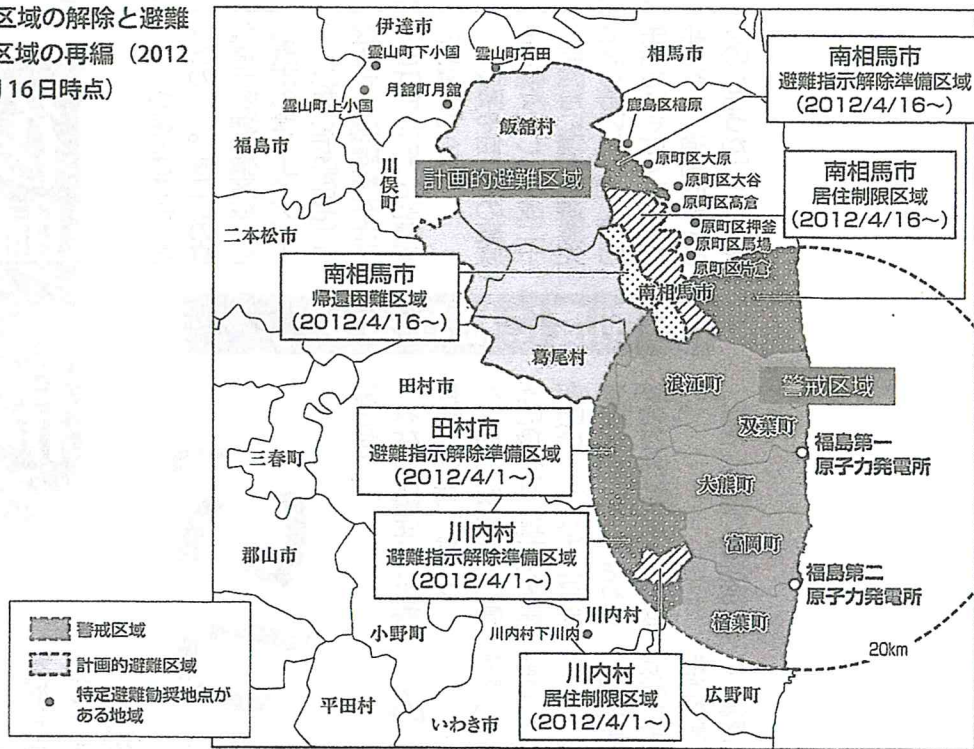 区域の解除と避難
区域の再編（2012
月16日時点）
伊達市
相馬市
霊山町下小国
霊山町石田
月舘町月舘
霊山町上小国
南相馬市
避難指示解除準備区域
(2012/4/16〜)
飯舘村
鹿島区橲原
福島市
川俣町
計画的避難区域
原町区大原
原町区大谷
原町区高倉
南相馬市
居住制限区域
(2012/4/16〜)
原町区押釜
原町区馬場
原町区片倉
二本松市
南相馬市
帰還困難区域
(2012/4/16〜)
南相馬市
葛尾村
浪江町
警戒区域
田村市
双葉町
田村市
避難指示解除準備区域
(2012/4/1〜)
福島第一
原子力発電所
三春町
大熊町
川内村
避難指示解除準備区域
(2012/4/1〜)
富岡町
郡山市
福島第二
原子力発電所
川内村
楢葉町
小野町
川内村下川内
20km
川内村
居住制限区域
(2012/4/1〜)
広野町
平田村
いわき市
警戒区域
計画的避難区域
特定避難勧奨地点が
ある地域